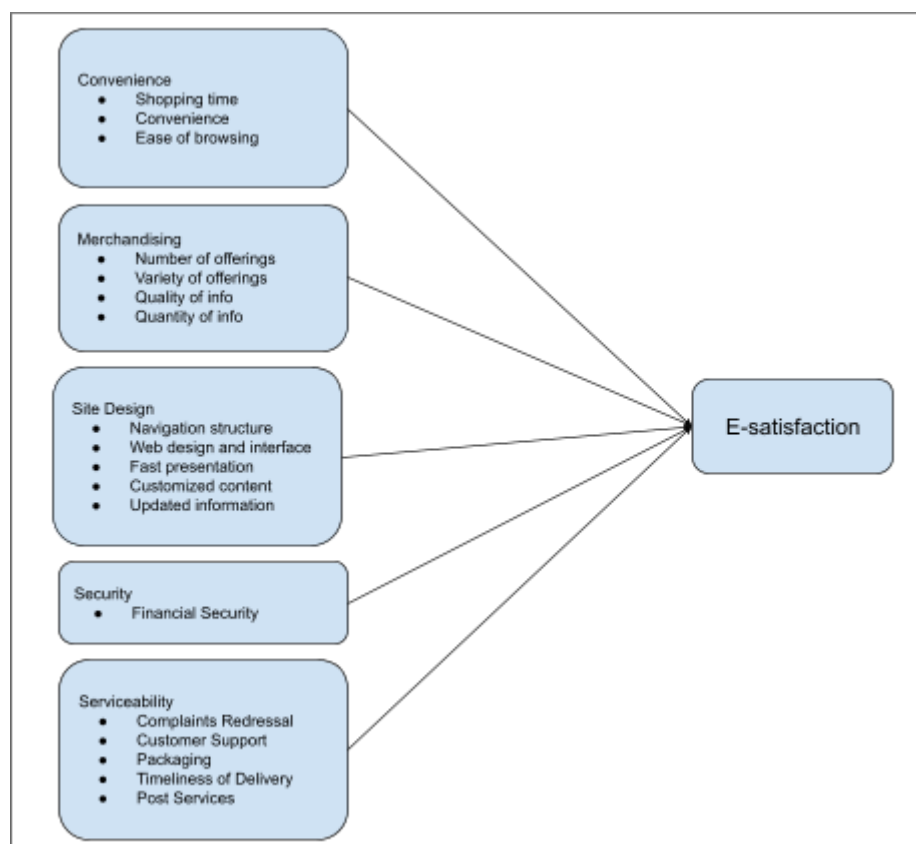 Convenience
● Shopping time
● Convenience
● Ease of browsing
Merchandising
● Number of offerings
● Variety of offerings
● Quality of info
● Quantity of info
Site Design
● Navigation structure
● Web design and interface
● Fast presentation
● Customized content
● Updated information
Security
● Financial Security
Serviceability
● Complaints Redressal
● Customer Support
● Packaging
● Timeliness of Delivery
● Post Services
E-satisfaction